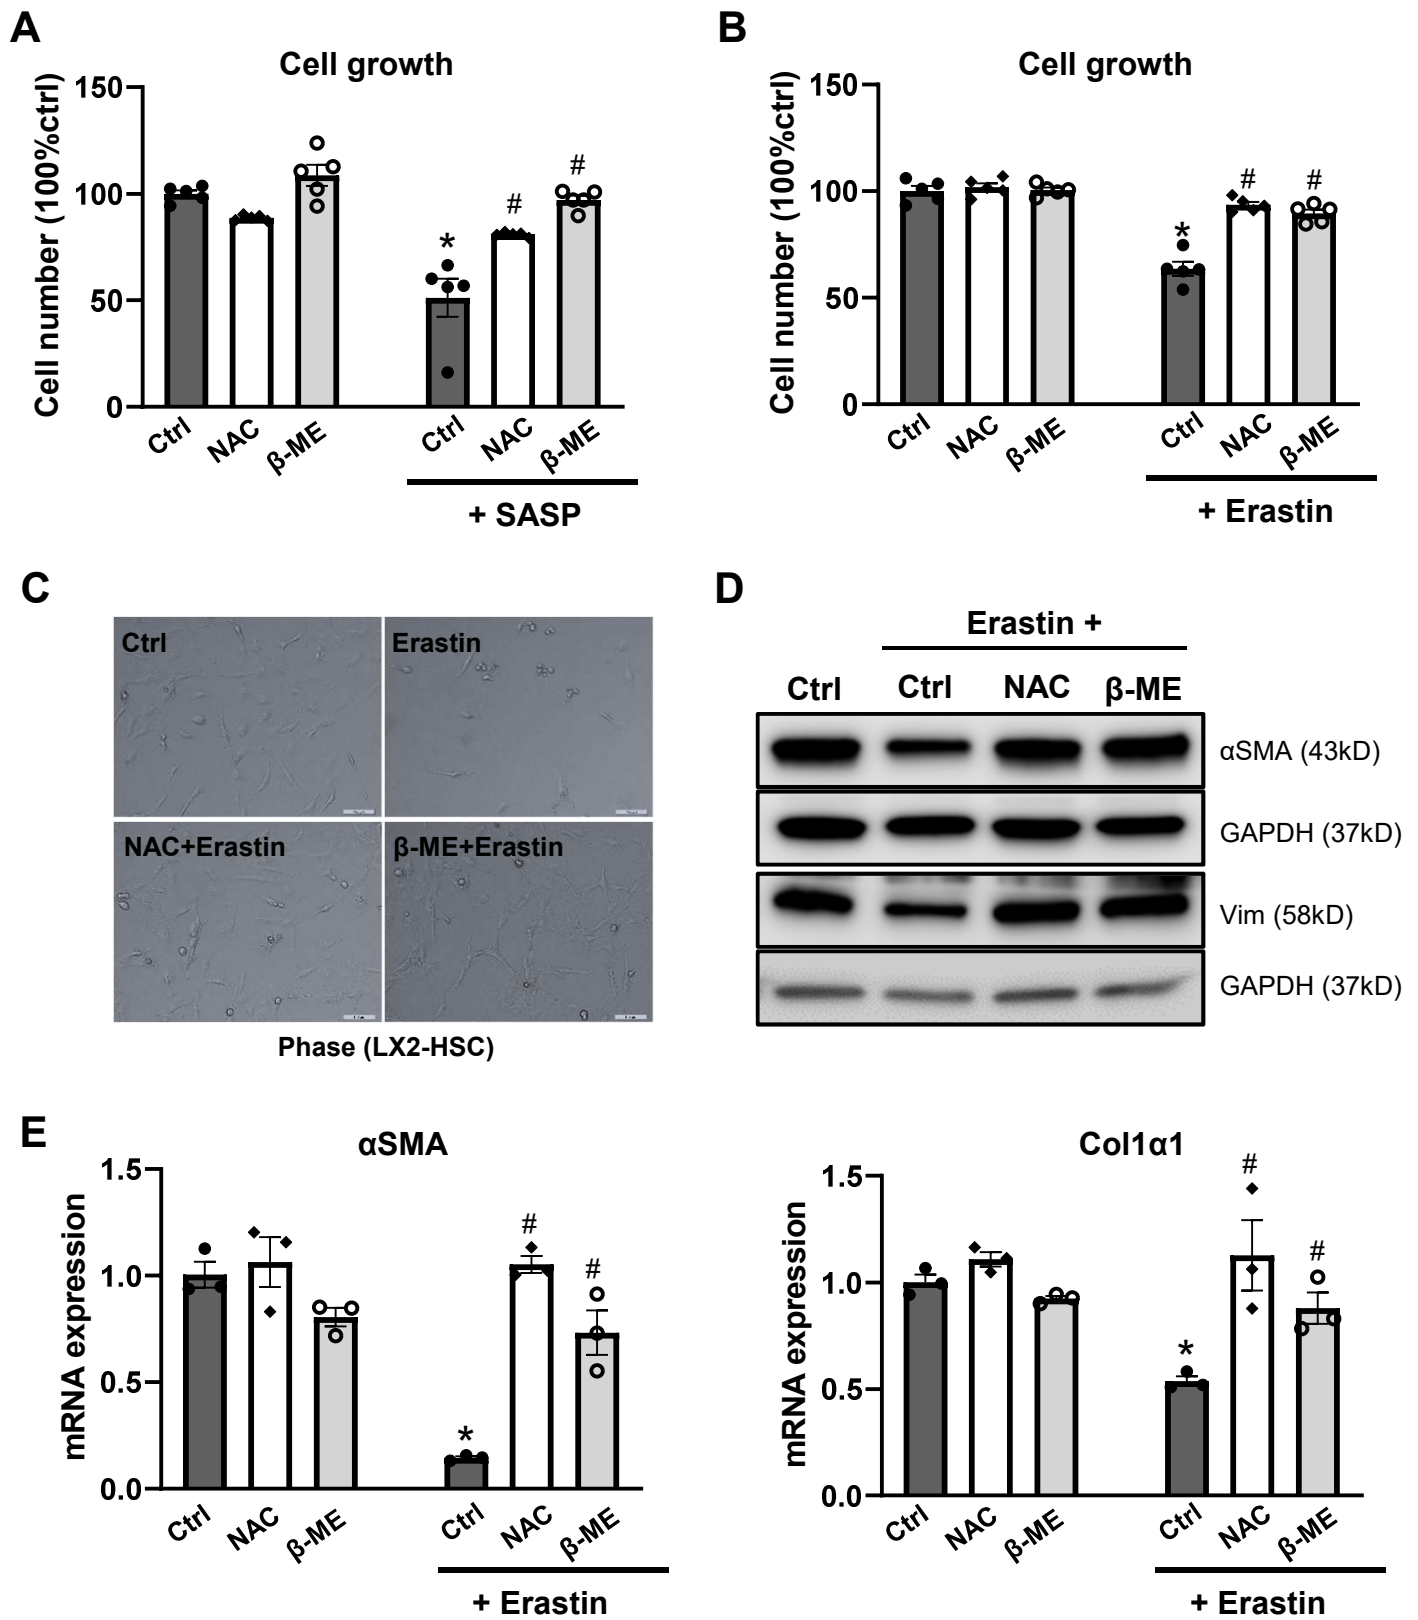 A
Cell growth
Cell number (100%ctrl)
150
100
50
0
*
#
#
Ctrl
NAC
β-ME
Ctrl
NAC
β-ME
+ SASP
B
Cell growth
Cell number (100%ctrl)
150
100
50
0
*
#
#
Ctrl
NAC
β-ME
Ctrl
NAC
β-ME
+ Erastin
C
Ctrl
Erastin
NAC+Erastin
β-ME+Erastin
Phase (LX2-HSC)
D
Erastin +
Ctrl
Ctrl
NAC
β-ME
αSMA (43kD)
GAPDH (37kD)
Vim (58kD)
GAPDH (37kD)
E
αSMA
mRNA expression
1.5
1.0
0.5
0.0
*
#
#
Ctrl
NAC
β-ME
Ctrl
NAC
β-ME
+ Erastin
Col1α1
mRNA expression
1.5
1.0
0.5
0.0
*
#
#
Ctrl
NAC
β-ME
Ctrl
NAC
β-ME
+ Erastin